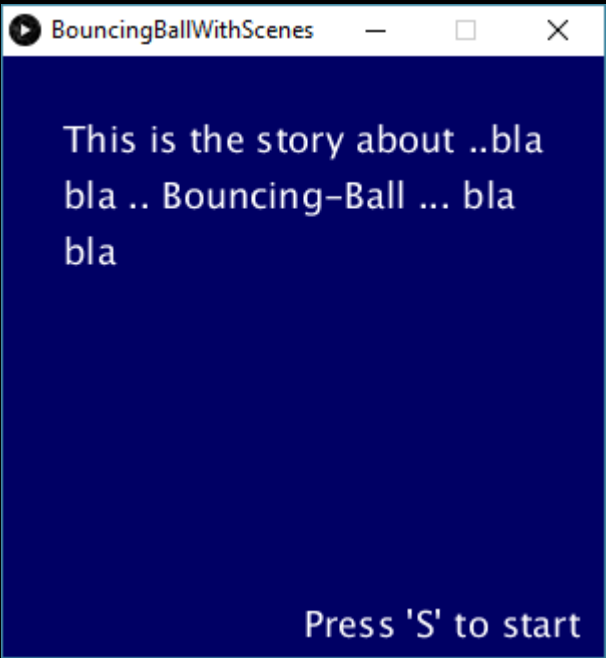 BouncingBallWithScenes
This is the story about ..bla
bla .. Bouncing-Ball ... bla
bla
Press 'S' to start